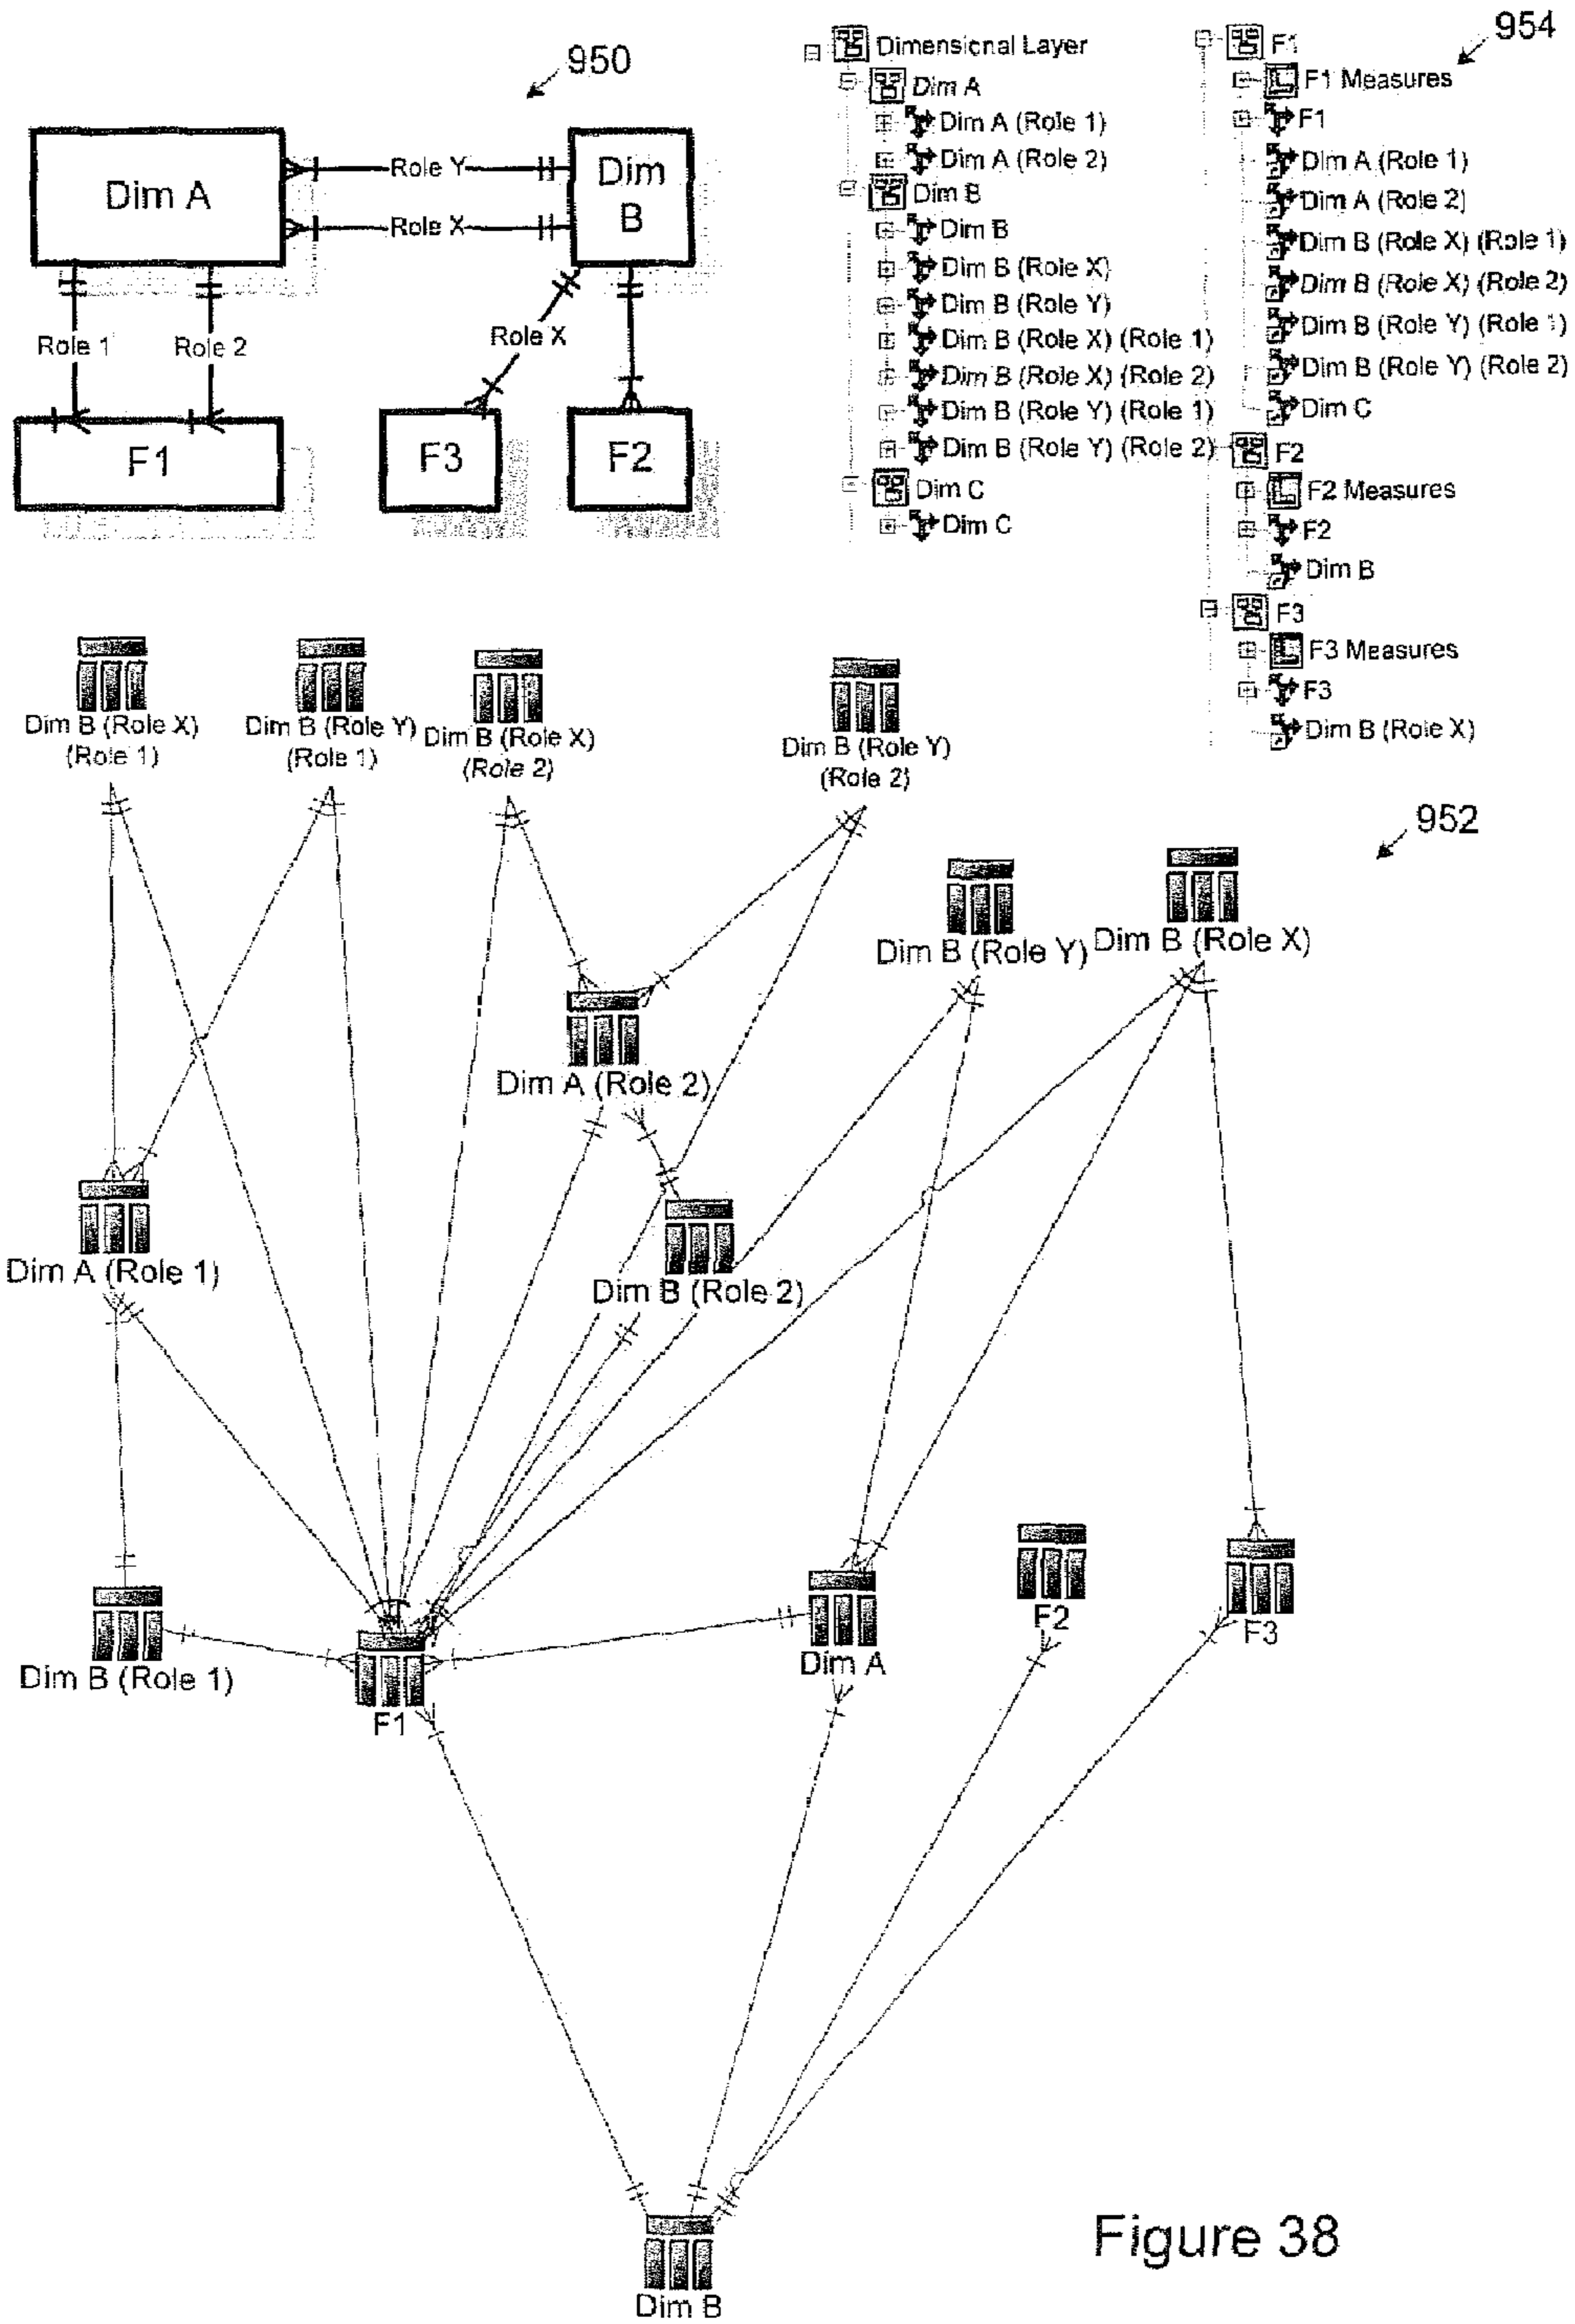 950
Dim A
Role Y
Role X
Dim
B
Role 1
Role 2
Role X
F1
F3
F2
Dimensional Layer
Dim A
Dim A (Role 1)
Dim A (Role 2)
Dim B
Dim B
Dim B (Role X)
Dim B (Role Y)
Dim B (Role X) (Role 1)
Dim B (Role X) (Role 2)
Dim B (Role Y) (Role 1)
Dim B (Role Y) (Role 2)
Dim C
Dim C
954
F1
F1 Measures
F1
Dim A (Role 1)
Dim A (Role 2)
Dim B (Role X) (Role 1)
Dim B (Role X) (Role 2)
Dim B (Role Y) (Role 1)
Dim B (Role Y) (Role 2)
Dim C
F2
F2 Measures
F2
Dim B
F3
F3 Measures
F3
Dim B (Role X)
Dim B (Role X)
(Role 1)
Dim B (Role Y)
(Role 1)
Dim B (Role X)
(Role 2)
Dim B (Role Y)
(Role 2)
952
Dim B (Role Y)
Dim B (Role X)
Dim A (Role 2)
Dim A (Role 1)
Dim B (Role 2)
Dim B (Role 1)
F1
Dim A
F2
F3
Dim B
Figure 38